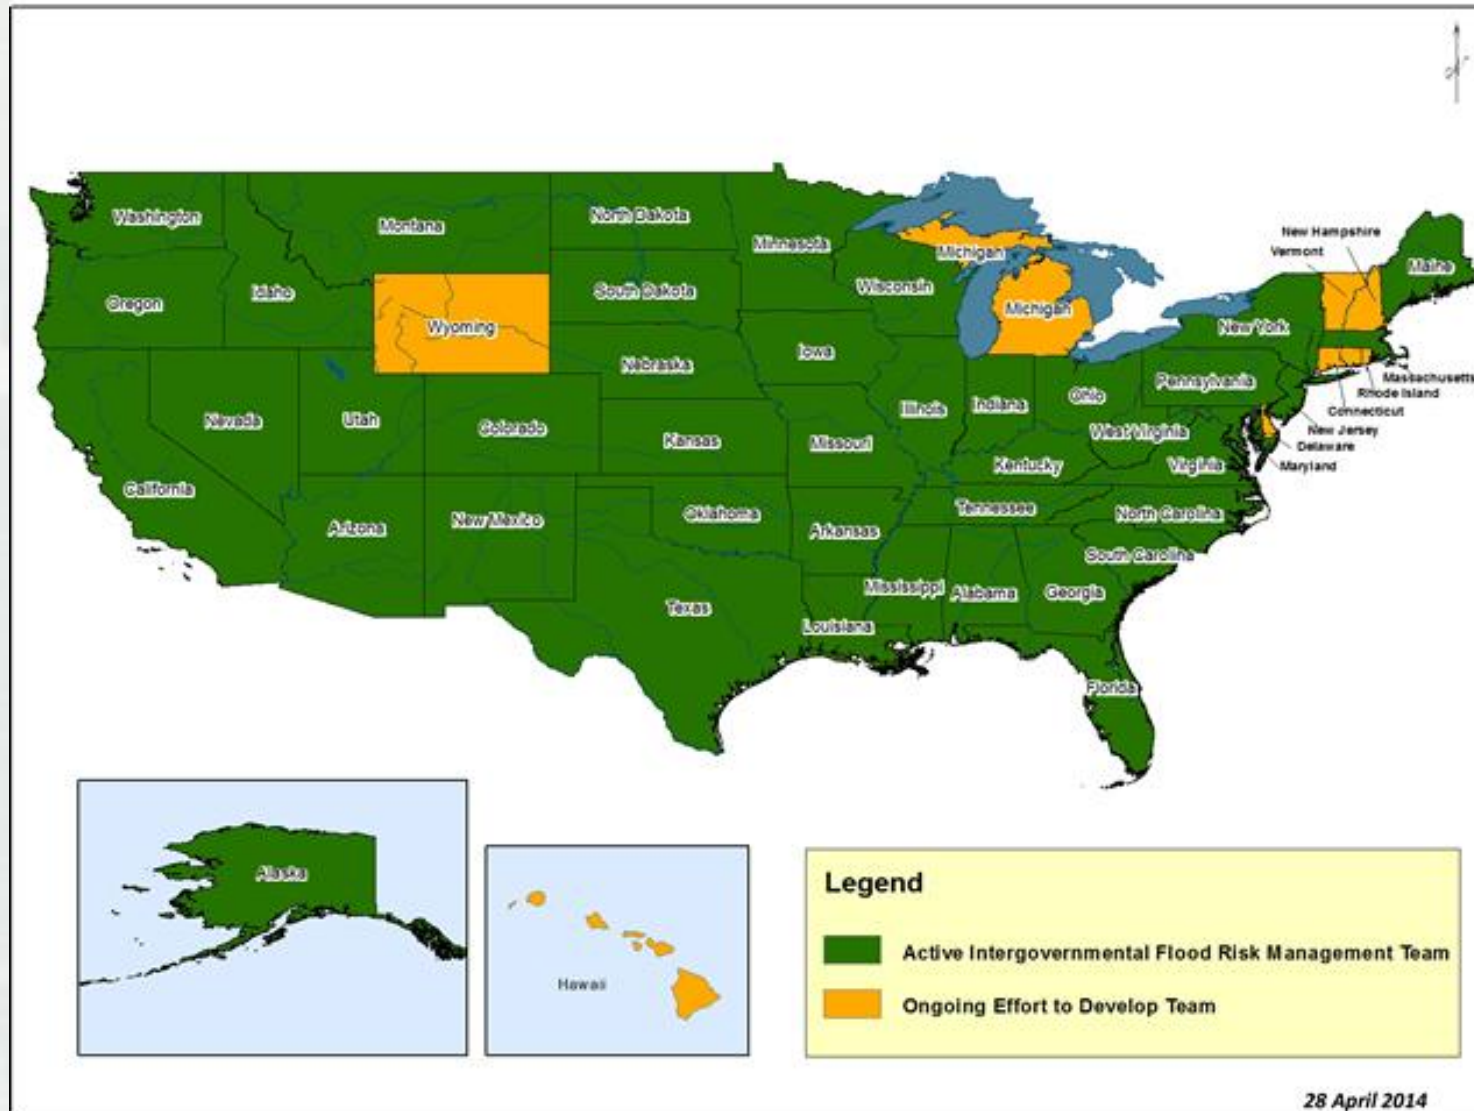 New Hampshire
Vermont
Washington
Montana
North Dakota
Minnesota
Michigan
Maine
Oregon
Idaho
South Dakota
Wisconsin
Wyoming
Michigan
New York
Iowa
Nebraska
Massachusetts
Pennsylvania
Rhode Island
Illinois
Indiana
Ohio
Connecticut
Nevada
Utah
Colorado
Kansas
Missouri
West Virginia
New Jersey
Delaware
Kentucky
Virginia
Maryland
California
Arizona
New Mexico
Oklahoma
Arkansas
Tennessee
North Carolina
South Carolina
Texas
Mississippi
Alabama
Georgia
Louisiana
Florida
Alaska
Hawaii
Legend
Active Intergovernmental Flood Risk Management Team
Ongoing Effort to Develop Team
28 April 2014